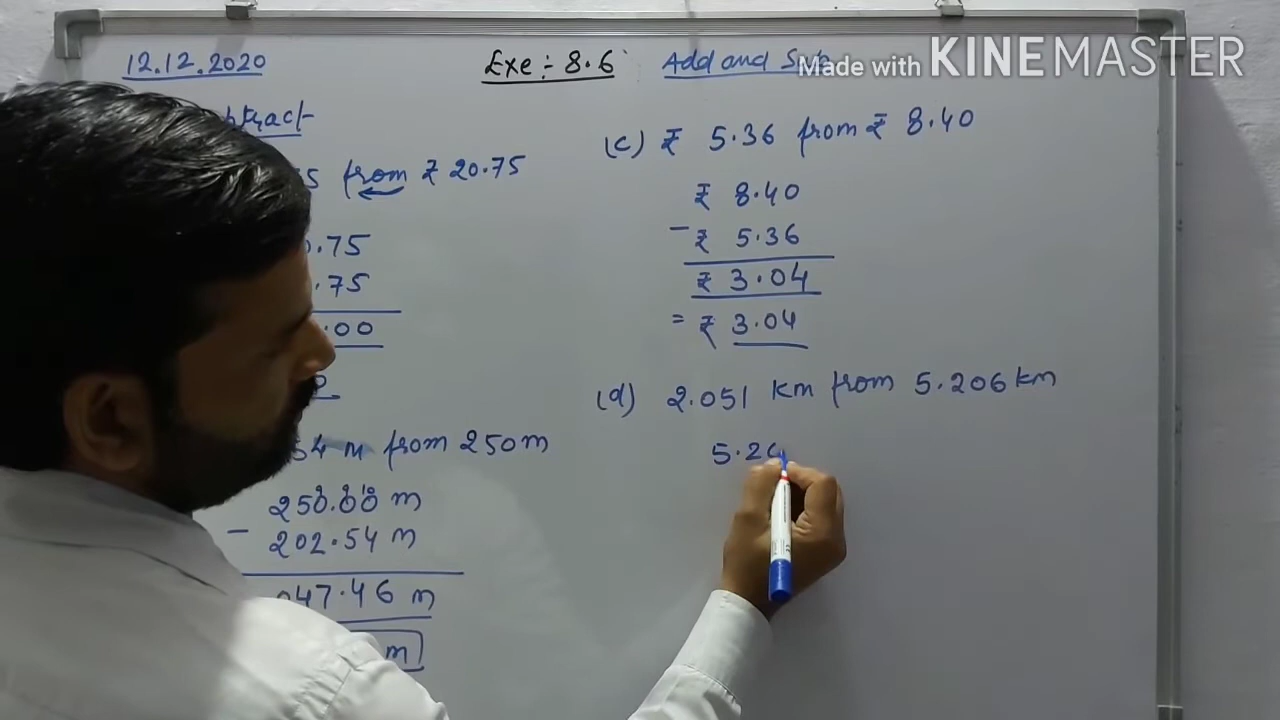 12.12.2020
Exe÷ 8.6
Add and Sub
Made with KINEMASTER
from ₹ 20.75
.75
.75
.00
54 m from 250m
250.00 m
- 202.54 m
047.46 m
m
(c) ₹ 5.36 from ₹ 8.40
₹ 8.40
- ₹ 5.36
₹ 3.04
= ₹ 3.04
(d) 2.051 km from 5.206 km
5.20